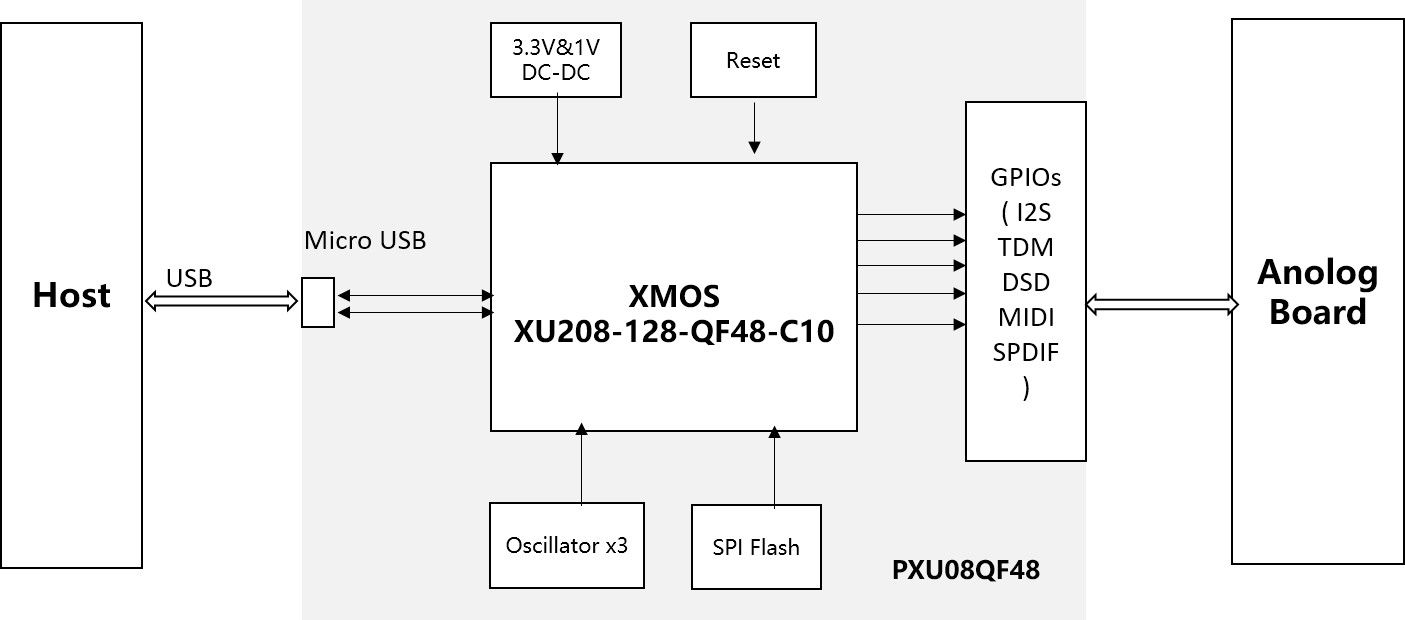 3.3V&1V
DC-DC
Reset
GPIOs
( I2S
TDM
DSD
MIDI
SPDIF
)
Micro USB
USB
Host
XMOS
XU208-128-QF48-C10
Anolog
Board
Oscillator x3
SPI Flash
PXU08QF48